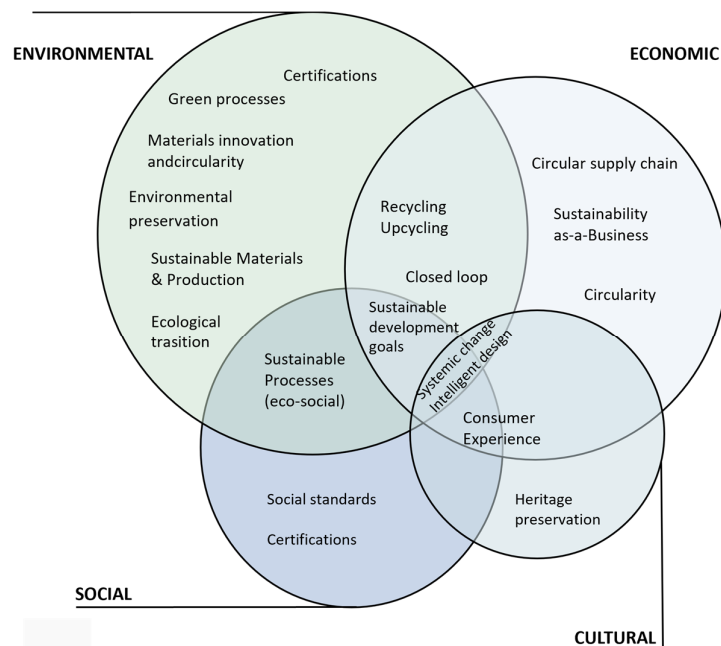 ENVIRONMENTAL
ECONOMIC
Certifications
Green processes
Materials innovation
andcircularity
Environmental
preservation
Sustainable Materials
& Production
Ecological
trasition
Recycling
Upcycling
Closed loop
Circular supply chain
Sustainability
as-a-Business
Circularity
Sustainable
development
goals
Systemic change
Intelligent design
Sustainable
Processes
(eco-social)
Consumer
Experience
Social standards
Certifications
Heritage
preservation
SOCIAL
CULTURAL